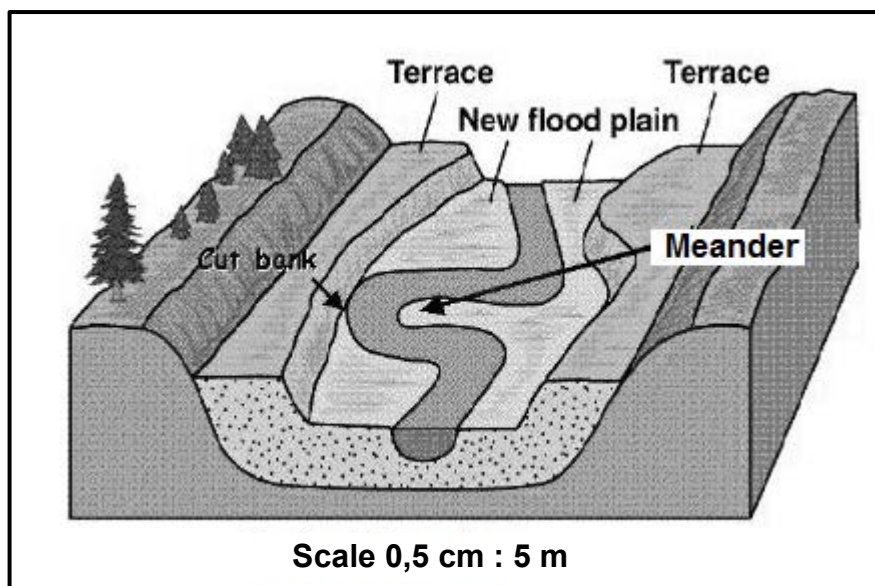 Terrace
Terrace
New flood plain
Meander
Cut bank
Scale 0,5 cm : 5 m